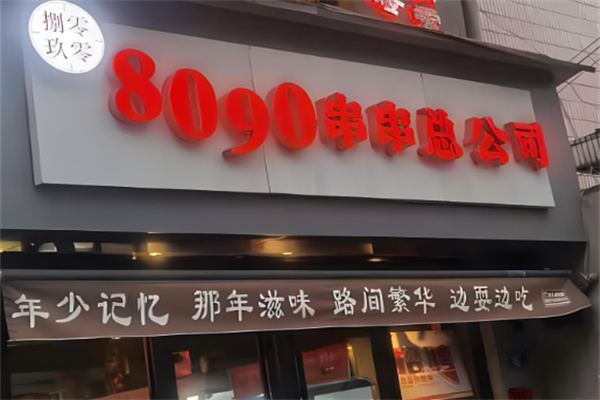 捌零
玖零
8090串串总公司
年少记忆 那年滋味 路间繁华 边耍边吃